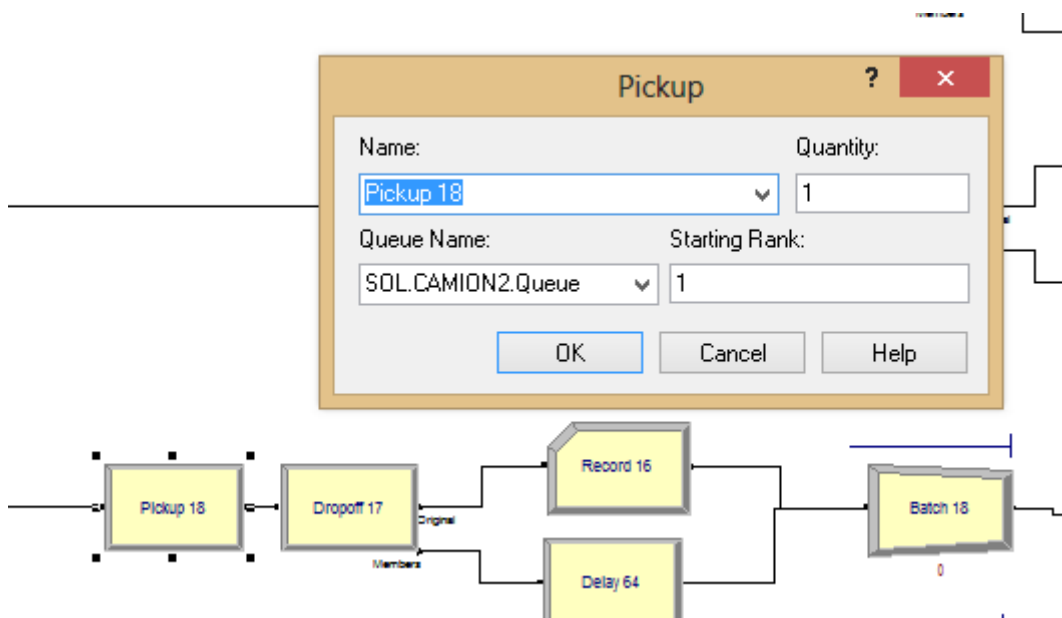 Members
Pickup
?
Name:
Quantity:
Pickup 18
1
Queue Name:
Starting Rank:
SOL.CAMION2.Queue
1
OK
Cancel
Help
Record 16
Pickup 18
Dropoff 17
Batch 18
Original
Members
Delay 64
0